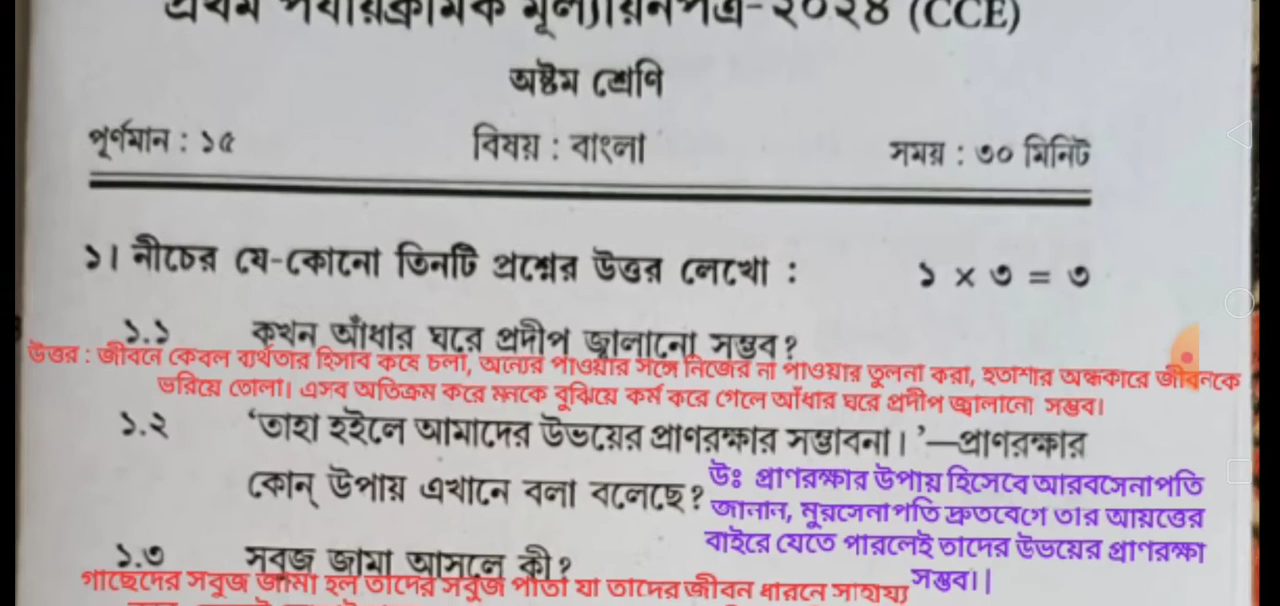 প্রথম পর্যায়ক্রমিক মূল্যায়নপত্র-২০২৪ (CCE)
অষ্টম শ্রেণি
পূর্ণমান : ১৫ বিষয় : বাংলা সময় : ৩০ মিনিট
১। নীচের যে-কোনো তিনটি প্রশ্নের উত্তর লেখো : ১ × ৩ = ৩
১.১ কখন আঁধার ঘরে প্রদীপ জ্বালানো সম্ভব?
উত্তর : জীবনে কেবল ব্যর্থতার হিসাব কষে চলা, অন্যের পাওয়ার সঙ্গে নিজের না পাওয়ার তুলনা করা, হতাশার অন্ধকারে জীবনকে
ভরিয়ে তোলা। এসব অতিক্রম করে মনকে বুঝিয়ে কর্ম করে গেলে আঁধার ঘরে প্রদীপ জ্বালানো সম্ভব।
১.২ ‘তাহা হইলে আমাদের উভয়ের প্রাণরক্ষার সম্ভাবনা।’—প্রাণরক্ষার
কোন্ উপায় এখানে বলা বলেছে?
উঃ প্রাণরক্ষার উপায় হিসেবে আরবসেনাপতি
জানান, মুরসেনাপতি দ্রুতবেগে তার আয়ত্তের
বাইরে যেতে পারলেই তাদের উভয়ের প্রাণরক্ষা
সম্ভব।।
১.৩ সবুজ জামা আসলে কী?
গাছেদের সবুজ জামা হল তাদের সবুজ পাতা যা তাদের জীবন ধারনে সাহায্য